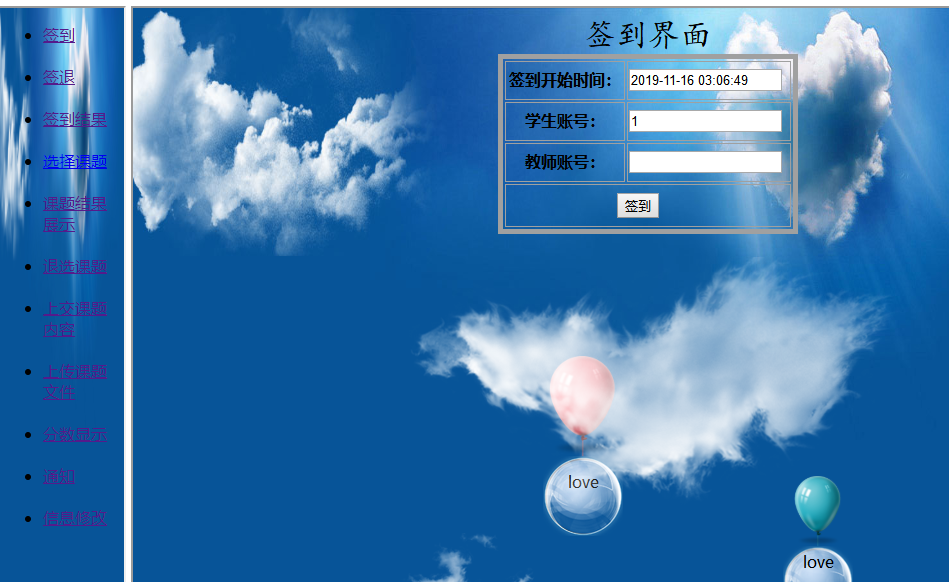 签到
签退
签到结果
选择课题
课题结果
展示
退选课题
上交课题
内容
上传课题
文件
分数显示
通知
信息修改
签到界面
签到开始时间： 2019-11-16 03:06:49
学生账号： 1
教师账号：
签到
love
love